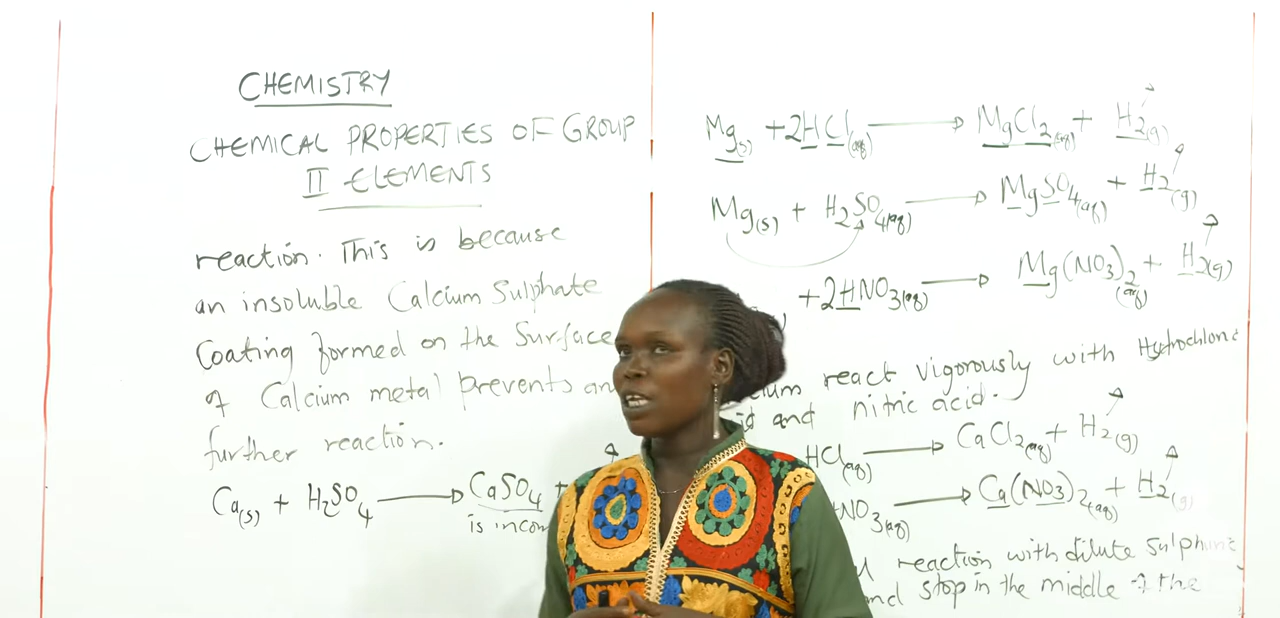 CHEMISTRY
CHEMICAL PROPERTIES OF GROUP
II ELEMENTS
reaction. This is because
an insoluble Calcium Sulphate
Coating formed on the Surface
of Calcium metal prevents
further reaction.
Ca(s) + H2SO4 → CaSO4 +
is
Mg(s) + 2HCl(aq) → MgCl2(aq) + H2(g)
Mg(s) + H2SO4(aq) → MgSO4(aq) + H2(g)
+ 2HNO3(aq) → Mg(NO3)2(aq) + H2(g)
react vigorously with Hydrochloric
and nitric acid.
HCl(aq) → CaCl2(aq) + H2(g)
HNO3(aq) → Ca(NO3)2(aq) + H2(g)
reaction with dilute Sulphuric
and stop in the middle of the